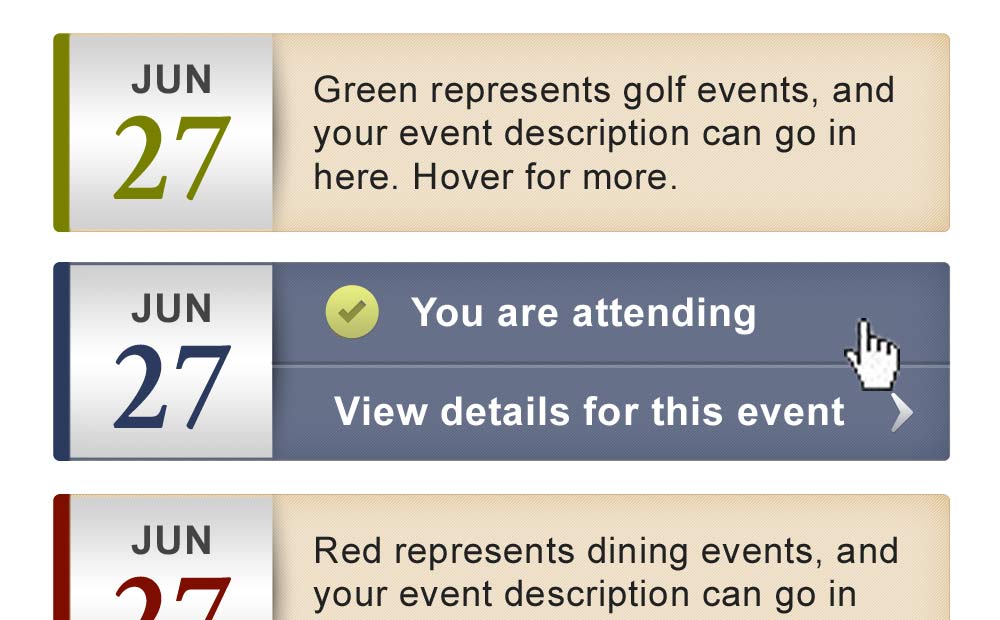 JUN
27
Green represents golf events, and
your event description can go in
here. Hover for more.
JUN
27
You are attending
View details for this event
JUN
27
Red represents dining events, and
your event description can go in